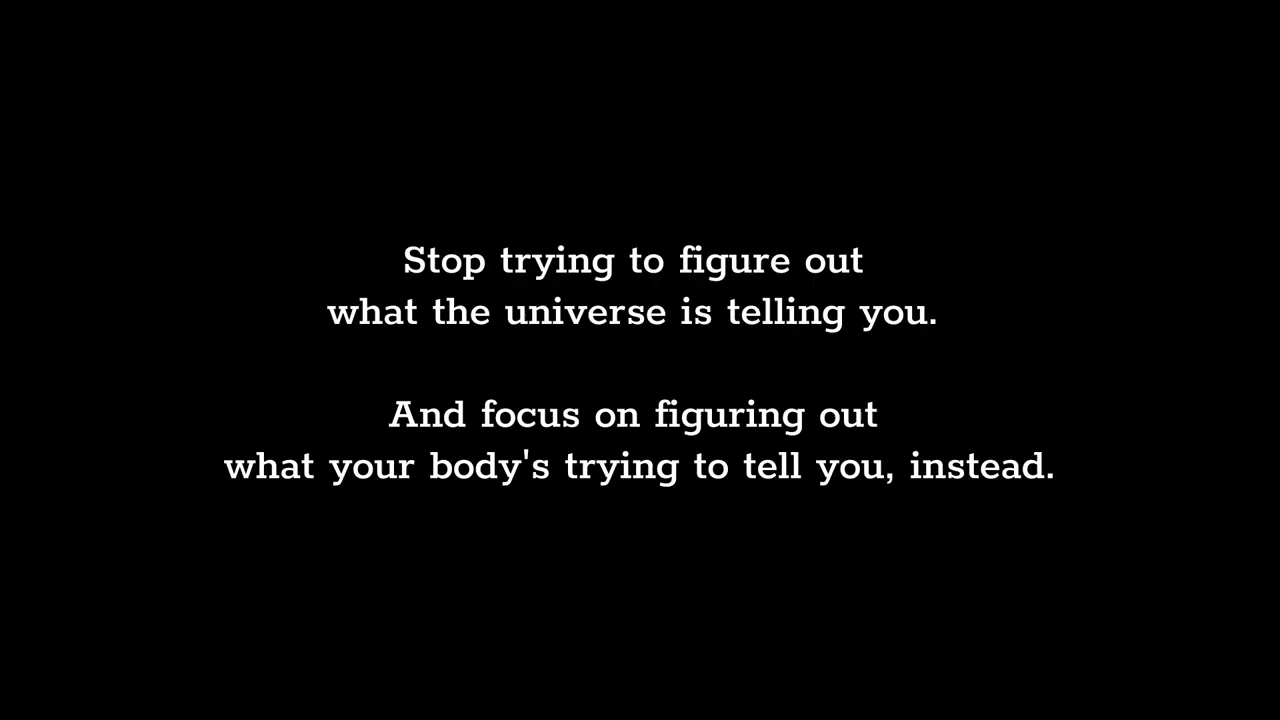 Stop trying to figure out
what the universe is telling you.
And focus on figuring out
what your body's trying to tell you, instead.